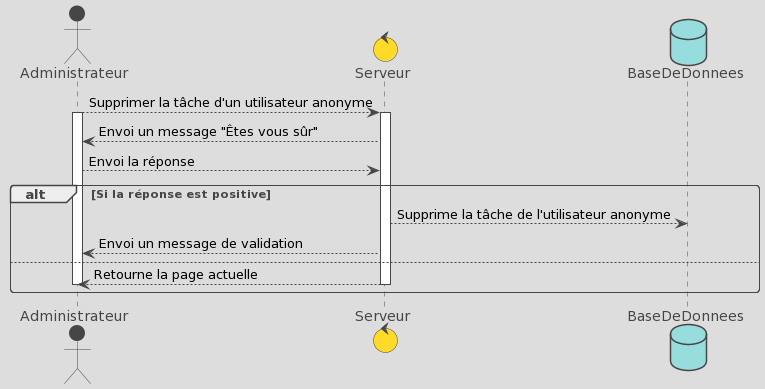 Administrateur
Serveur
BaseDeDonnees
Supprimer la tâche d'un utilisateur anonyme
Envoi un message "Êtes vous sûr"
Envoi la réponse
alt
[Si la réponse est positive]
Supprime la tâche de l'utilisateur anonyme
Envoi un message de validation
Retourne la page actuelle
Administrateur
Serveur
BaseDeDonnees